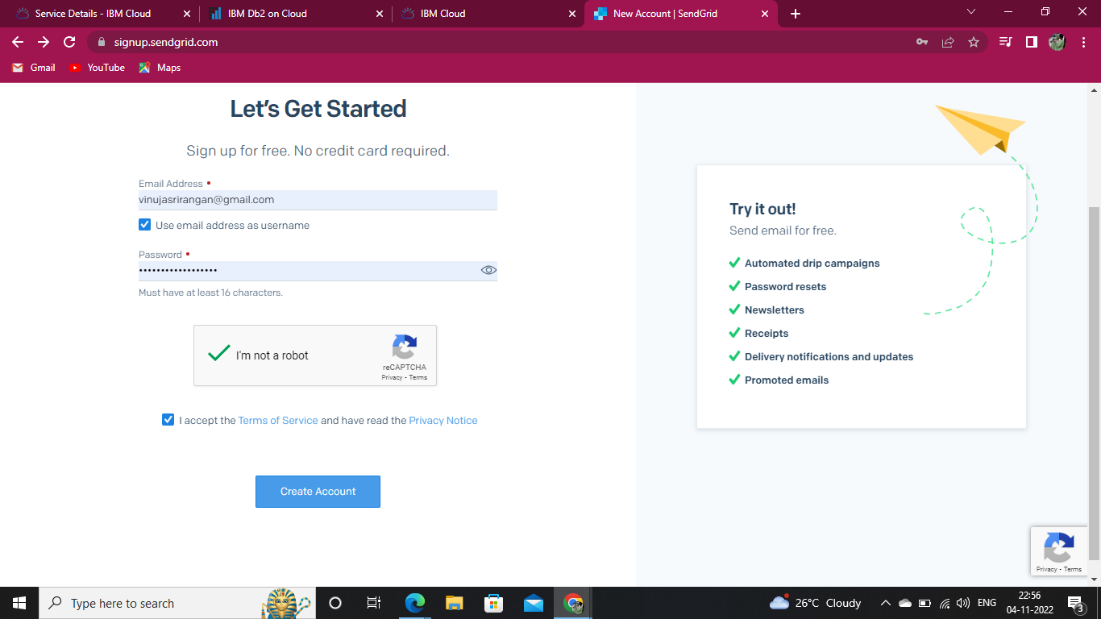 Service Details - IBM Cloud
IBM Db2 on Cloud
IBM Cloud
New Account | SendGrid
signup.sendgrid.com
Gmail
YouTube
Maps
Let's Get Started
Sign up for free. No credit card required.
Email Address •
vinujasrirangan@gmail.com
Use email address as username
Password •
••••••••••••••••••
Must have at least 16 characters.
I'm not a robot
reCAPTCHA
Privacy - Terms
I accept the Terms of Service and have read the Privacy Notice
Create Account
Try it out!
Send email for free.
Automated drip campaigns
Password resets
Newsletters
Receipts
Delivery notifications and updates
Promoted emails
Privacy - Terms
Type here to search
26°C Cloudy
ENG
22:56
04-11-2022
3